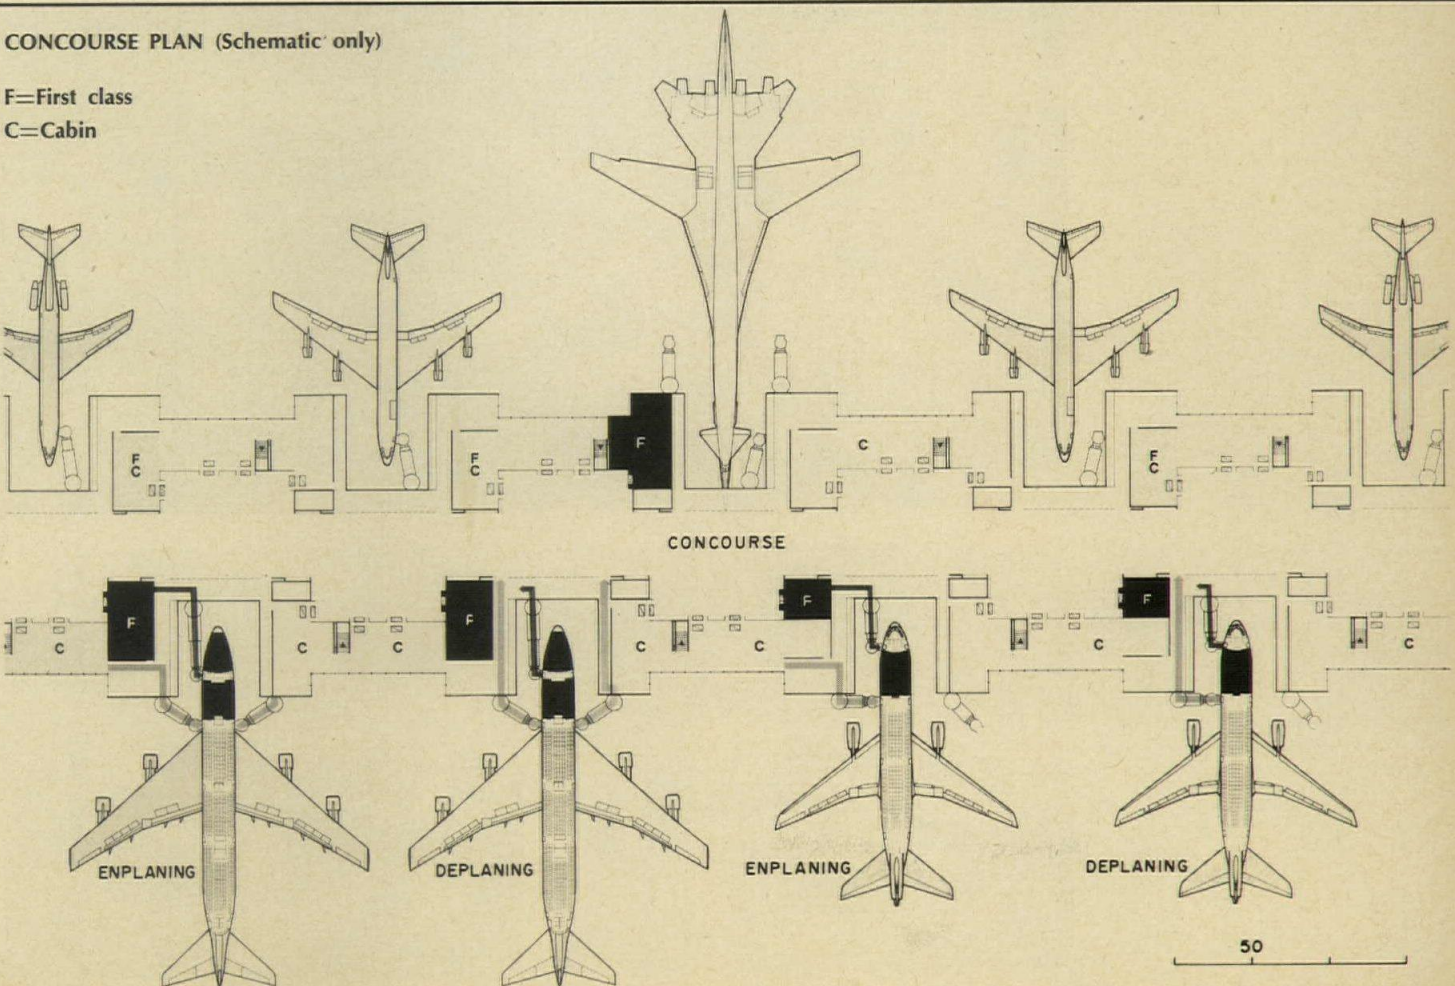 CONCOURSE PLAN (Schematic only)
F=First class
C=Cabin
F
C
F
C
F
C
F
C
CONCOURSE
F
F
F
F
C
C
C
C
C
C
C
ENPLANING
DEPLANING
ENPLANING
DEPLANING
50